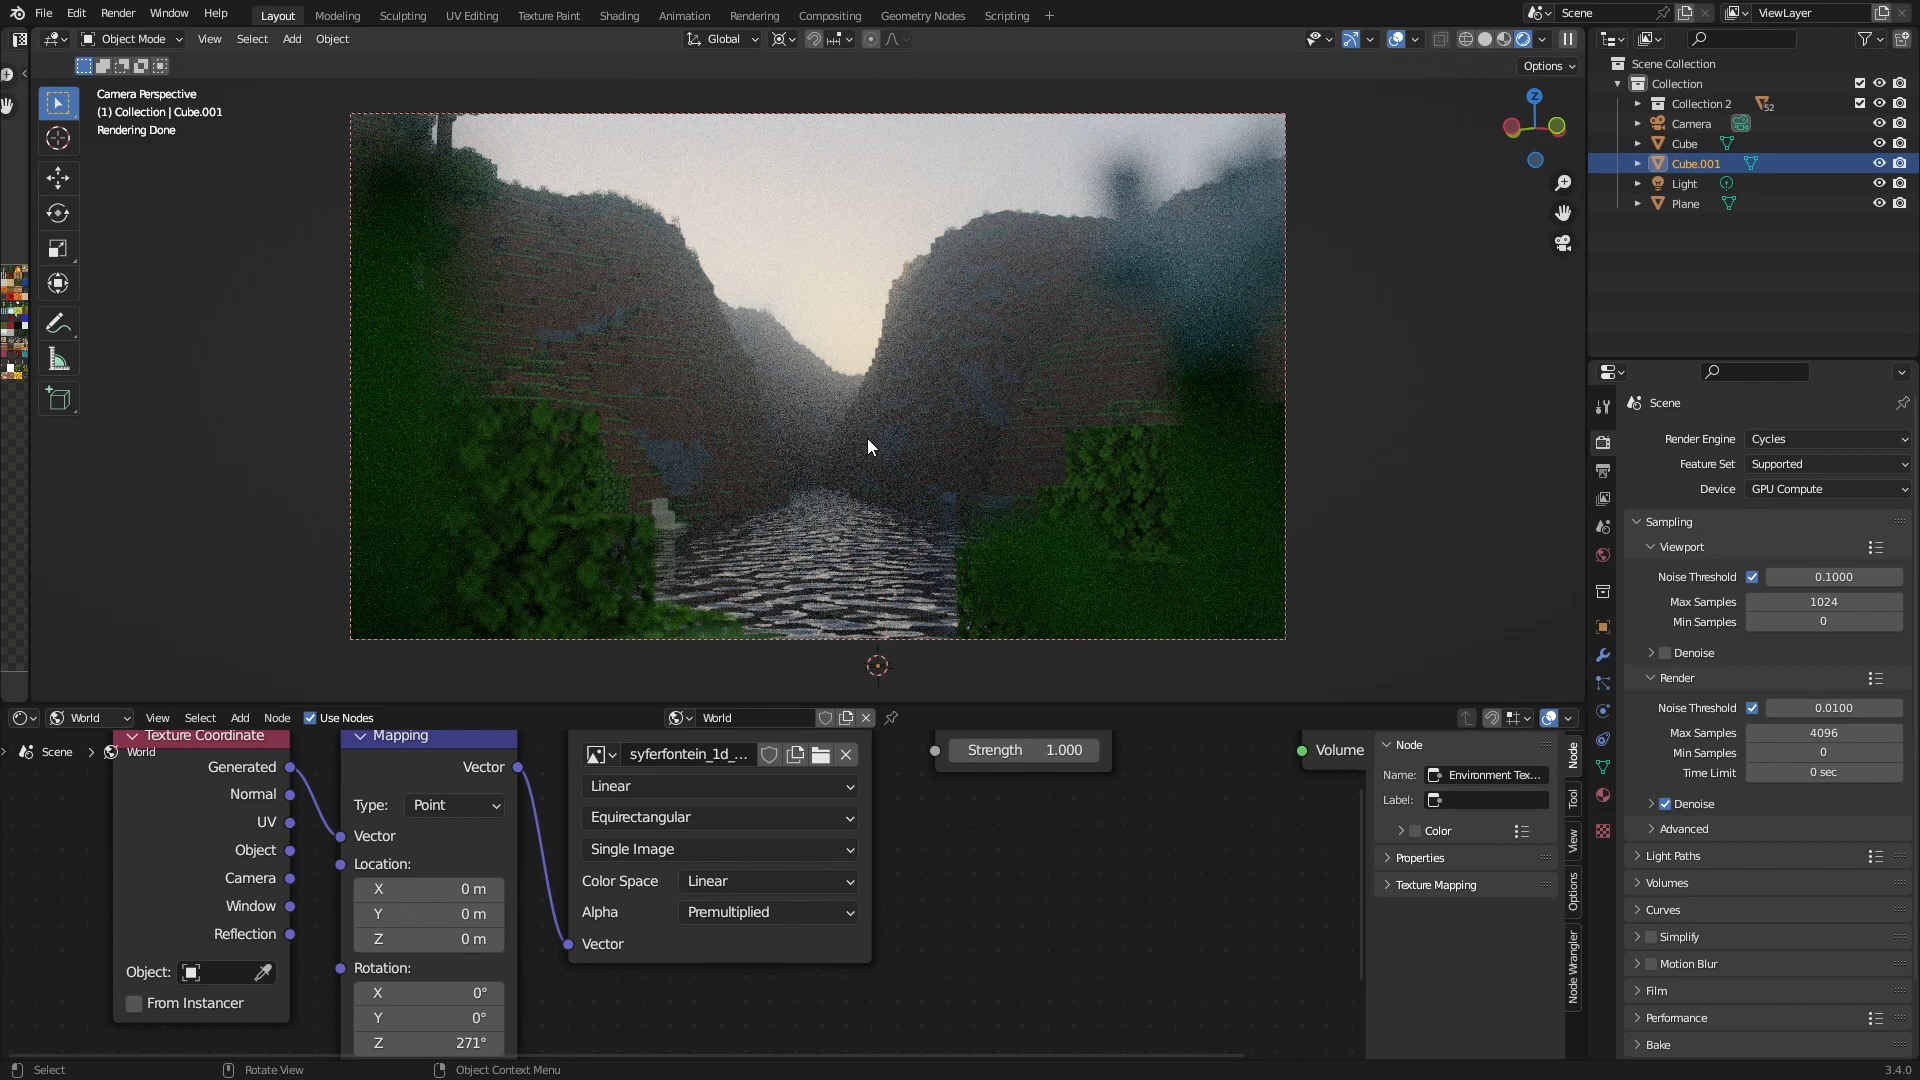 File Edit Render Window Help Layout Modeling Sculpting UV Editing Texture Paint Shading Animation Rendering Compositing Geometry Nodes Scripting + Scene ViewLayer
Object Mode View Select Add Object Global
Options
Camera Perspective
(1) Collection | Cube.001
Rendering Done
Z
Scene Collection
Collection
Collection 2 52
Camera
Cube
Cube.001
Light
Plane
Scene
Render Engine Cycles
Feature Set Supported
Device GPU Compute
Sampling
Viewport
Noise Threshold 0.1000
Max Samples 1024
Min Samples 0
Denoise
Render
Noise Threshold 0.0100
Max Samples 4096
Min Samples 0
Time Limit 0 sec
Denoise
Advanced
Light Paths
Volumes
Curves
Simplify
Motion Blur
Film
Performance
Bake
World View Select Add Node Use Nodes World
Scene World
Texture Coordinate
Generated
Normal
UV
Object
Camera
Window
Reflection
Object:
From Instancer
Mapping
Vector
Type: Point
Vector
Location:
X 0 m
Y 0 m
Z 0 m
Rotation:
X 0°
Y 0°
Z 271°
syferfontein_1d_...
Linear
Equirectangular
Single Image
Color Space Linear
Alpha Premultiplied
Vector
Strength 1.000
Volume
Node
Name: Environment Tex...
Label:
Color
Properties
Texture Mapping
Node
Tool
View
Options
Node Wrangler
Select Rotate View Object Context Menu 3.4.0